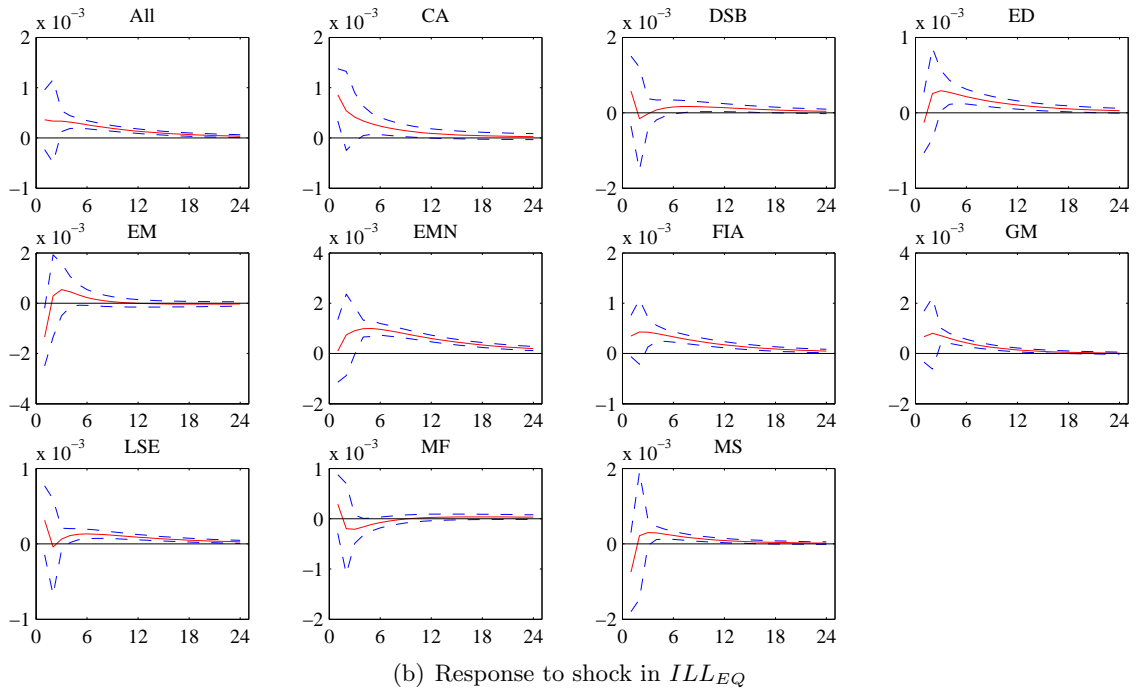 All CA DSB ED
x 10⁻³ x 10⁻³ x 10⁻³ x 10⁻³
2 2 2 1
1 1
0 0
0 0
−1 −1 −2 −1
0 6 12 18 24 0 6 12 18 24 0 6 12 18 24 0 6 12 18 24
EM EMN FIA GM
x 10⁻³ x 10⁻³ x 10⁻³ x 10⁻³
2 4 2 4
0 2 1 2
−2 0 0 0
−4 −2 −1 −2
0 6 12 18 24 0 6 12 18 24 0 6 12 18 24 0 6 12 18 24
LSE MF MS
x 10⁻³ x 10⁻³ x 10⁻³
1 1 2
0
0 0
−1
−1 −2 −2
0 6 12 18 24 0 6 12 18 24 0 6 12 18 24
(b) Response to shock in ILL_EQ